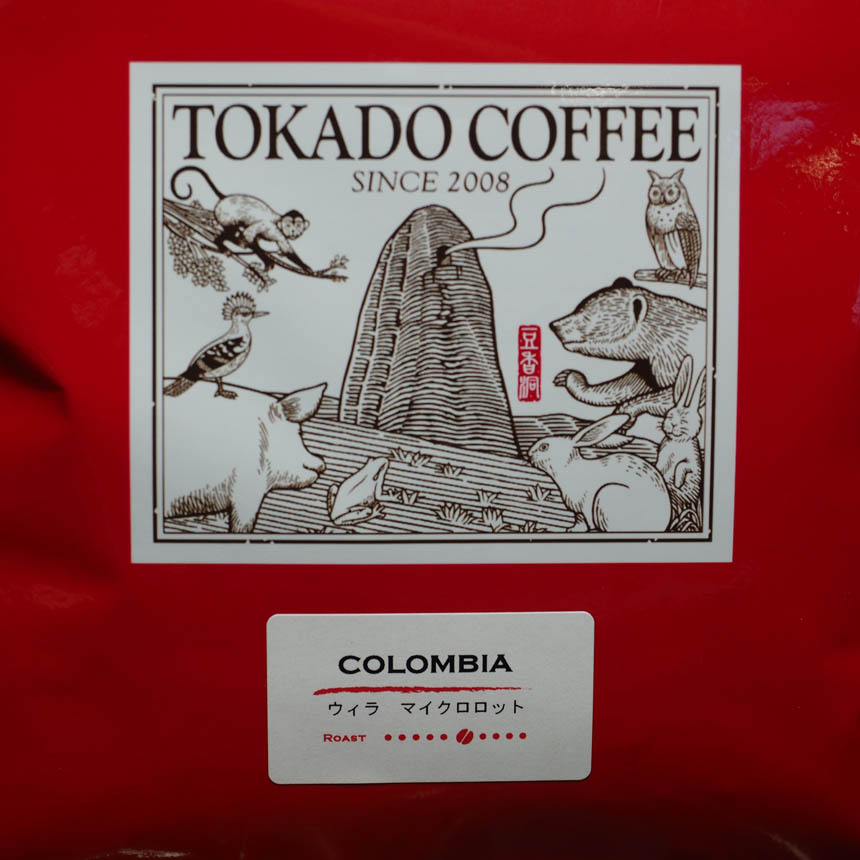 TOKADO COFFEE
SINCE 2008
豆香洞
COLOMBIA
ウィラ マイクロロット
ROAST